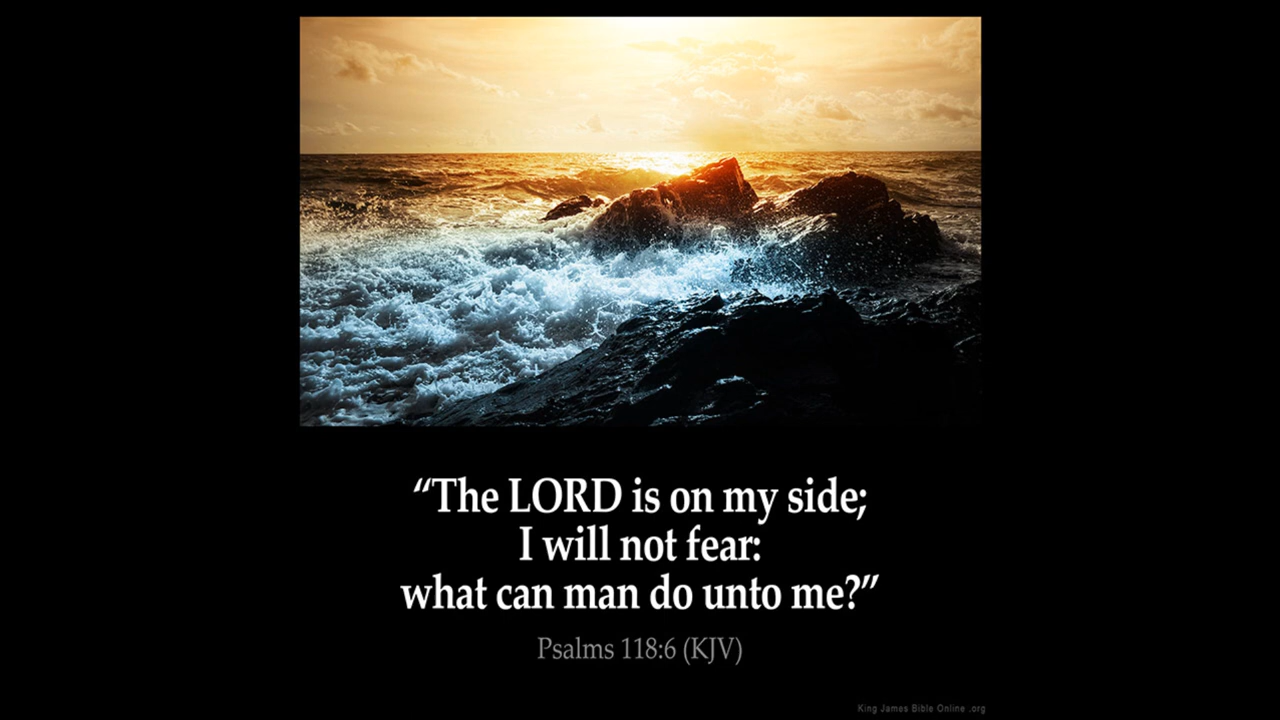 “The LORD is on my side;
I will not fear:
what can man do unto me?”
Psalms 118:6 (KJV)
King James Bible Online .org